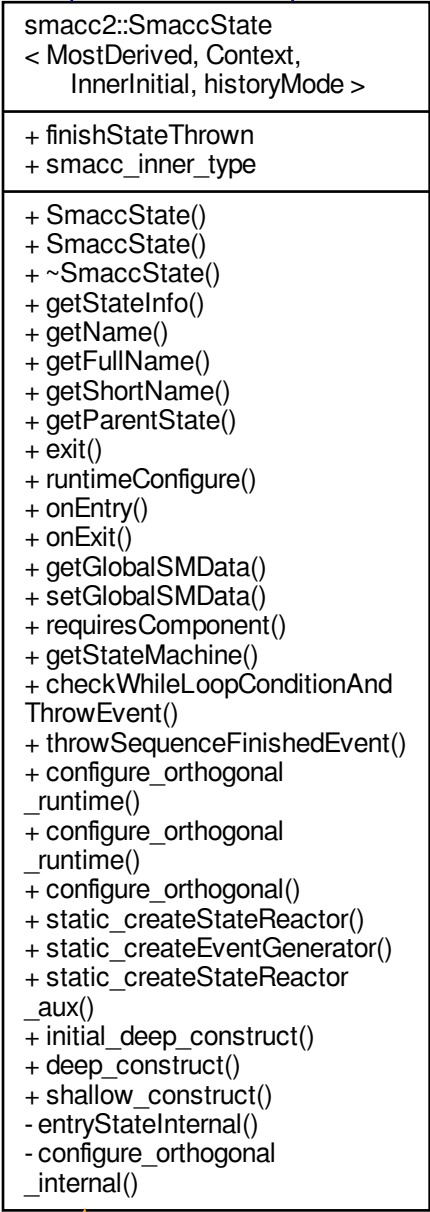 smacc2::SmaccState
< MostDerived, Context,
InnerInitial, historyMode >
+ finishStateThrown
+ smacc_inner_type
+ SmaccState()
+ SmaccState()
+ ~SmaccState()
+ getStateInfo()
+ getName()
+ getFullName()
+ getShortName()
+ getParentState()
+ exit()
+ runtimeConfigure()
+ onEntry()
+ onExit()
+ getGlobalSMData()
+ setGlobalSMData()
+ requiresComponent()
+ getStateMachine()
+ checkWhileLoopConditionAnd
ThrowEvent()
+ throwSequenceFinishedEvent()
+ configure_orthogonal
_runtime()
+ configure_orthogonal
_runtime()
+ configure_orthogonal()
+ static_createStateReactor()
+ static_createEventGenerator()
+ static_createStateReactor
_aux()
+ initial_deep_construct()
+ deep_construct()
+ shallow_construct()
- entryStateInternal()
- configure_orthogonal
_internal()